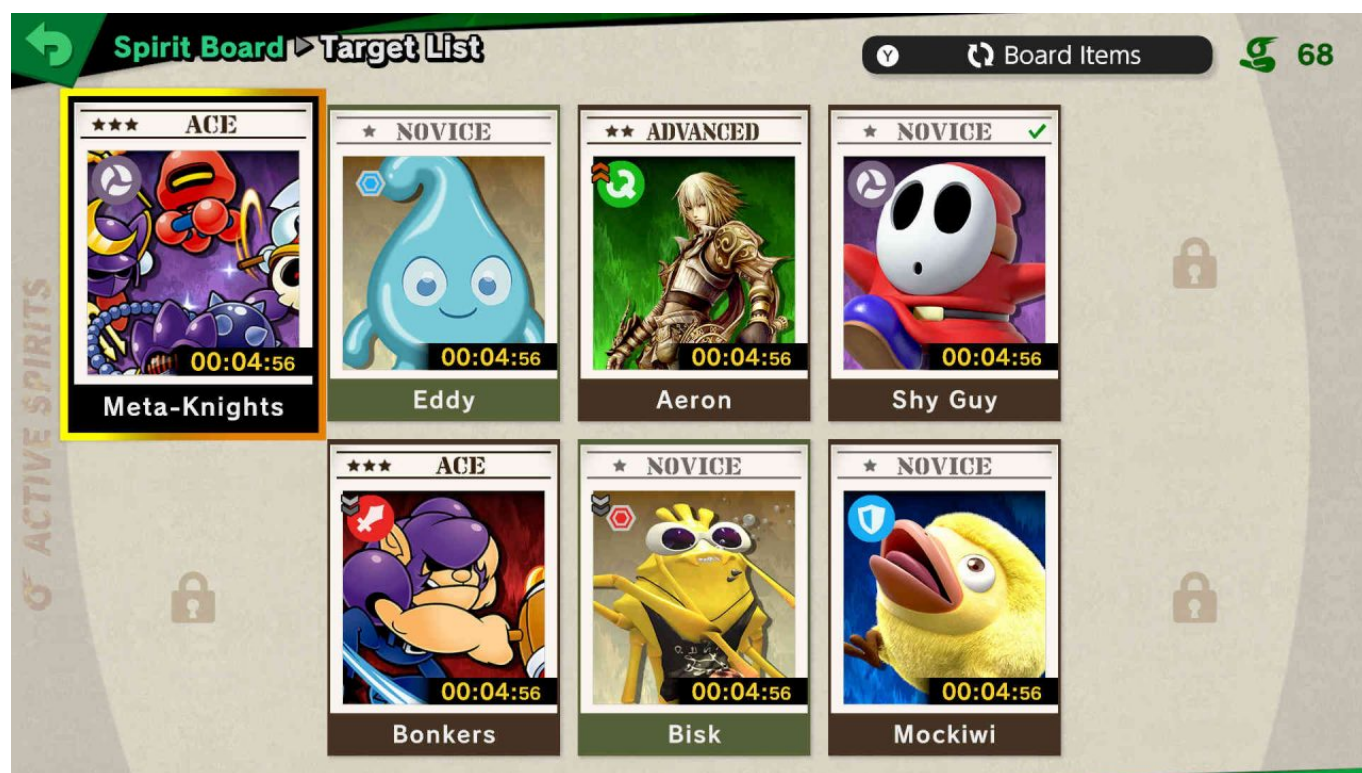 Spirit Board ▷ Target List
Y Board Items
68
ACTIVE SPIRITS
★★★ ACE
00:04:56
Meta-Knights
★ NOVICE
00:04:56
Eddy
★★ ADVANCED
00:04:56
Aeron
★ NOVICE ✓
00:04:56
Shy Guy
★★★ ACE
00:04:56
Bonkers
★ NOVICE
00:04:56
Bisk
★ NOVICE
00:04:56
Mockiwi